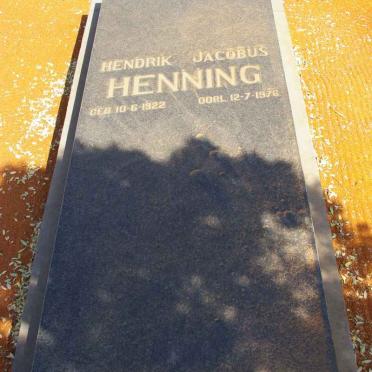 HENDRIK JACOBUS
HENNING
GEB 10-6-1922 OORL 12-7-1976